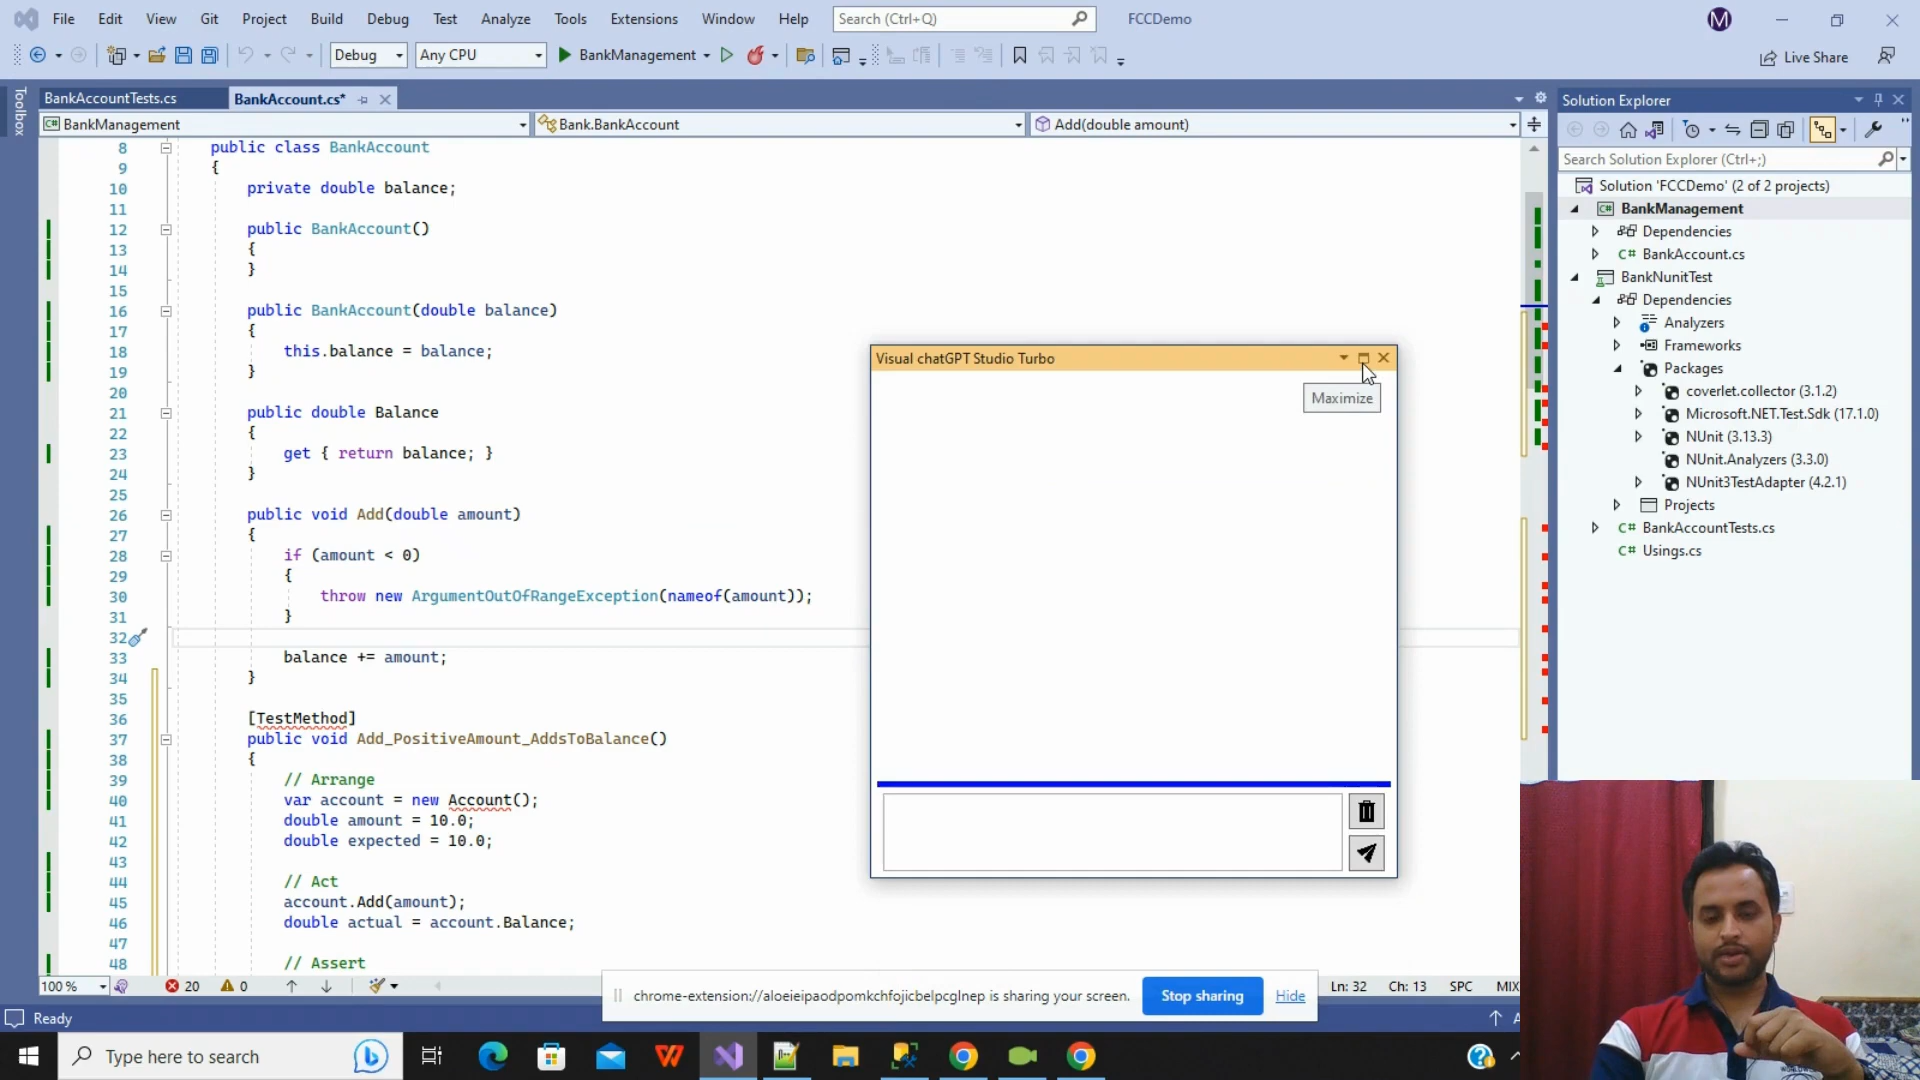 File Edit View Git Project Build Debug Test Analyze Tools Extensions Window Help Search (Ctrl+Q) FCCDemo M
Debug Any CPU BankManagement Live Share
Toolbox
BankAccountTests.cs BankAccount.cs*
BankManagement Bank.BankAccount Add(double amount)
8 public class BankAccount
9 {
10 private double balance;
11
12 public BankAccount()
13 {
14 }
15
16 public BankAccount(double balance)
17 {
18 this.balance = balance;
19 }
20
21 public double Balance
22 {
23 get { return balance; }
24 }
25
26 public void Add(double amount)
27 {
28 if (amount < 0)
29 {
30 throw new ArgumentOutOfRangeException(nameof(amount));
31 }
32
33 balance += amount;
34 }
35
36 [TestMethod]
37 public void Add_PositiveAmount_AddsToBalance()
38 {
39 // Arrange
40 var account = new Account();
41 double amount = 10.0;
42 double expected = 10.0;
43
44 // Act
45 account.Add(amount);
46 double actual = account.Balance;
47
48 // Assert
Visual chatGPT Studio Turbo
Maximize
Solution Explorer
Search Solution Explorer (Ctrl+;)
Solution 'FCCDemo' (2 of 2 projects)
BankManagement
Dependencies
C# BankAccount.cs
BankNunitTest
Dependencies
Analyzers
Frameworks
Packages
coverlet.collector (3.1.2)
Microsoft.NET.Test.Sdk (17.1.0)
NUnit (3.13.3)
NUnit.Analyzers (3.3.0)
NUnit3TestAdapter (4.2.1)
Projects
C# BankAccountTests.cs
C# Usings.cs
100 % 20 0 Ln: 32 Ch: 13 SPC MIX
chrome-extension://aloeieipaodpomkchfojicbelpcglnep is sharing your screen. Stop sharing Hide
Ready
Type here to search